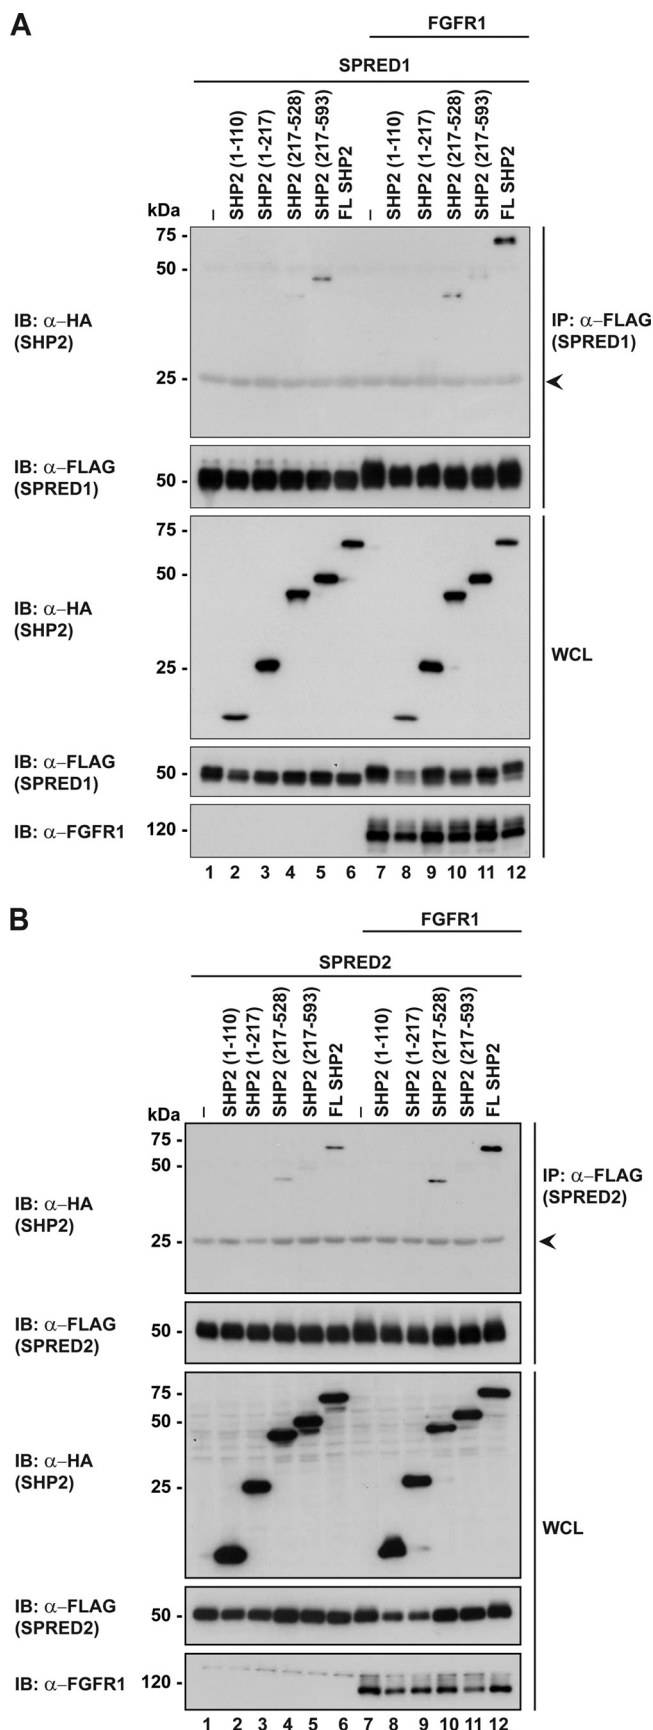 A
FGFR1
SPRED1
–
SHP2 (1-110)
SHP2 (1-217)
SHP2 (217-528)
SHP2 (217-593)
FL SHP2
–
SHP2 (1-110)
SHP2 (1-217)
SHP2 (217-528)
SHP2 (217-593)
FL SHP2
kDa
75 -
50 -
25 -
IB: α–HA
(SHP2)
IP: α–FLAG
(SPRED1)
IB: α–FLAG
(SPRED1)
50 -
75 -
50 -
25 -
IB: α–HA
(SHP2)
WCL
IB: α–FLAG
(SPRED1)
50 -
IB: α–FGFR1
120 -
1 2 3 4 5 6 7 8 9 10 11 12
B
FGFR1
SPRED2
–
SHP2 (1-110)
SHP2 (1-217)
SHP2 (217-528)
SHP2 (217-593)
FL SHP2
–
SHP2 (1-110)
SHP2 (1-217)
SHP2 (217-528)
SHP2 (217-593)
FL SHP2
kDa
75 -
50 -
25 -
IB: α–HA
(SHP2)
IP: α–FLAG
(SPRED2)
IB: α–FLAG
(SPRED2)
50 -
75 -
50 -
25 -
IB: α–HA
(SHP2)
WCL
IB: α–FLAG
(SPRED2)
50 -
IB: α–FGFR1
120 -
1 2 3 4 5 6 7 8 9 10 11 12